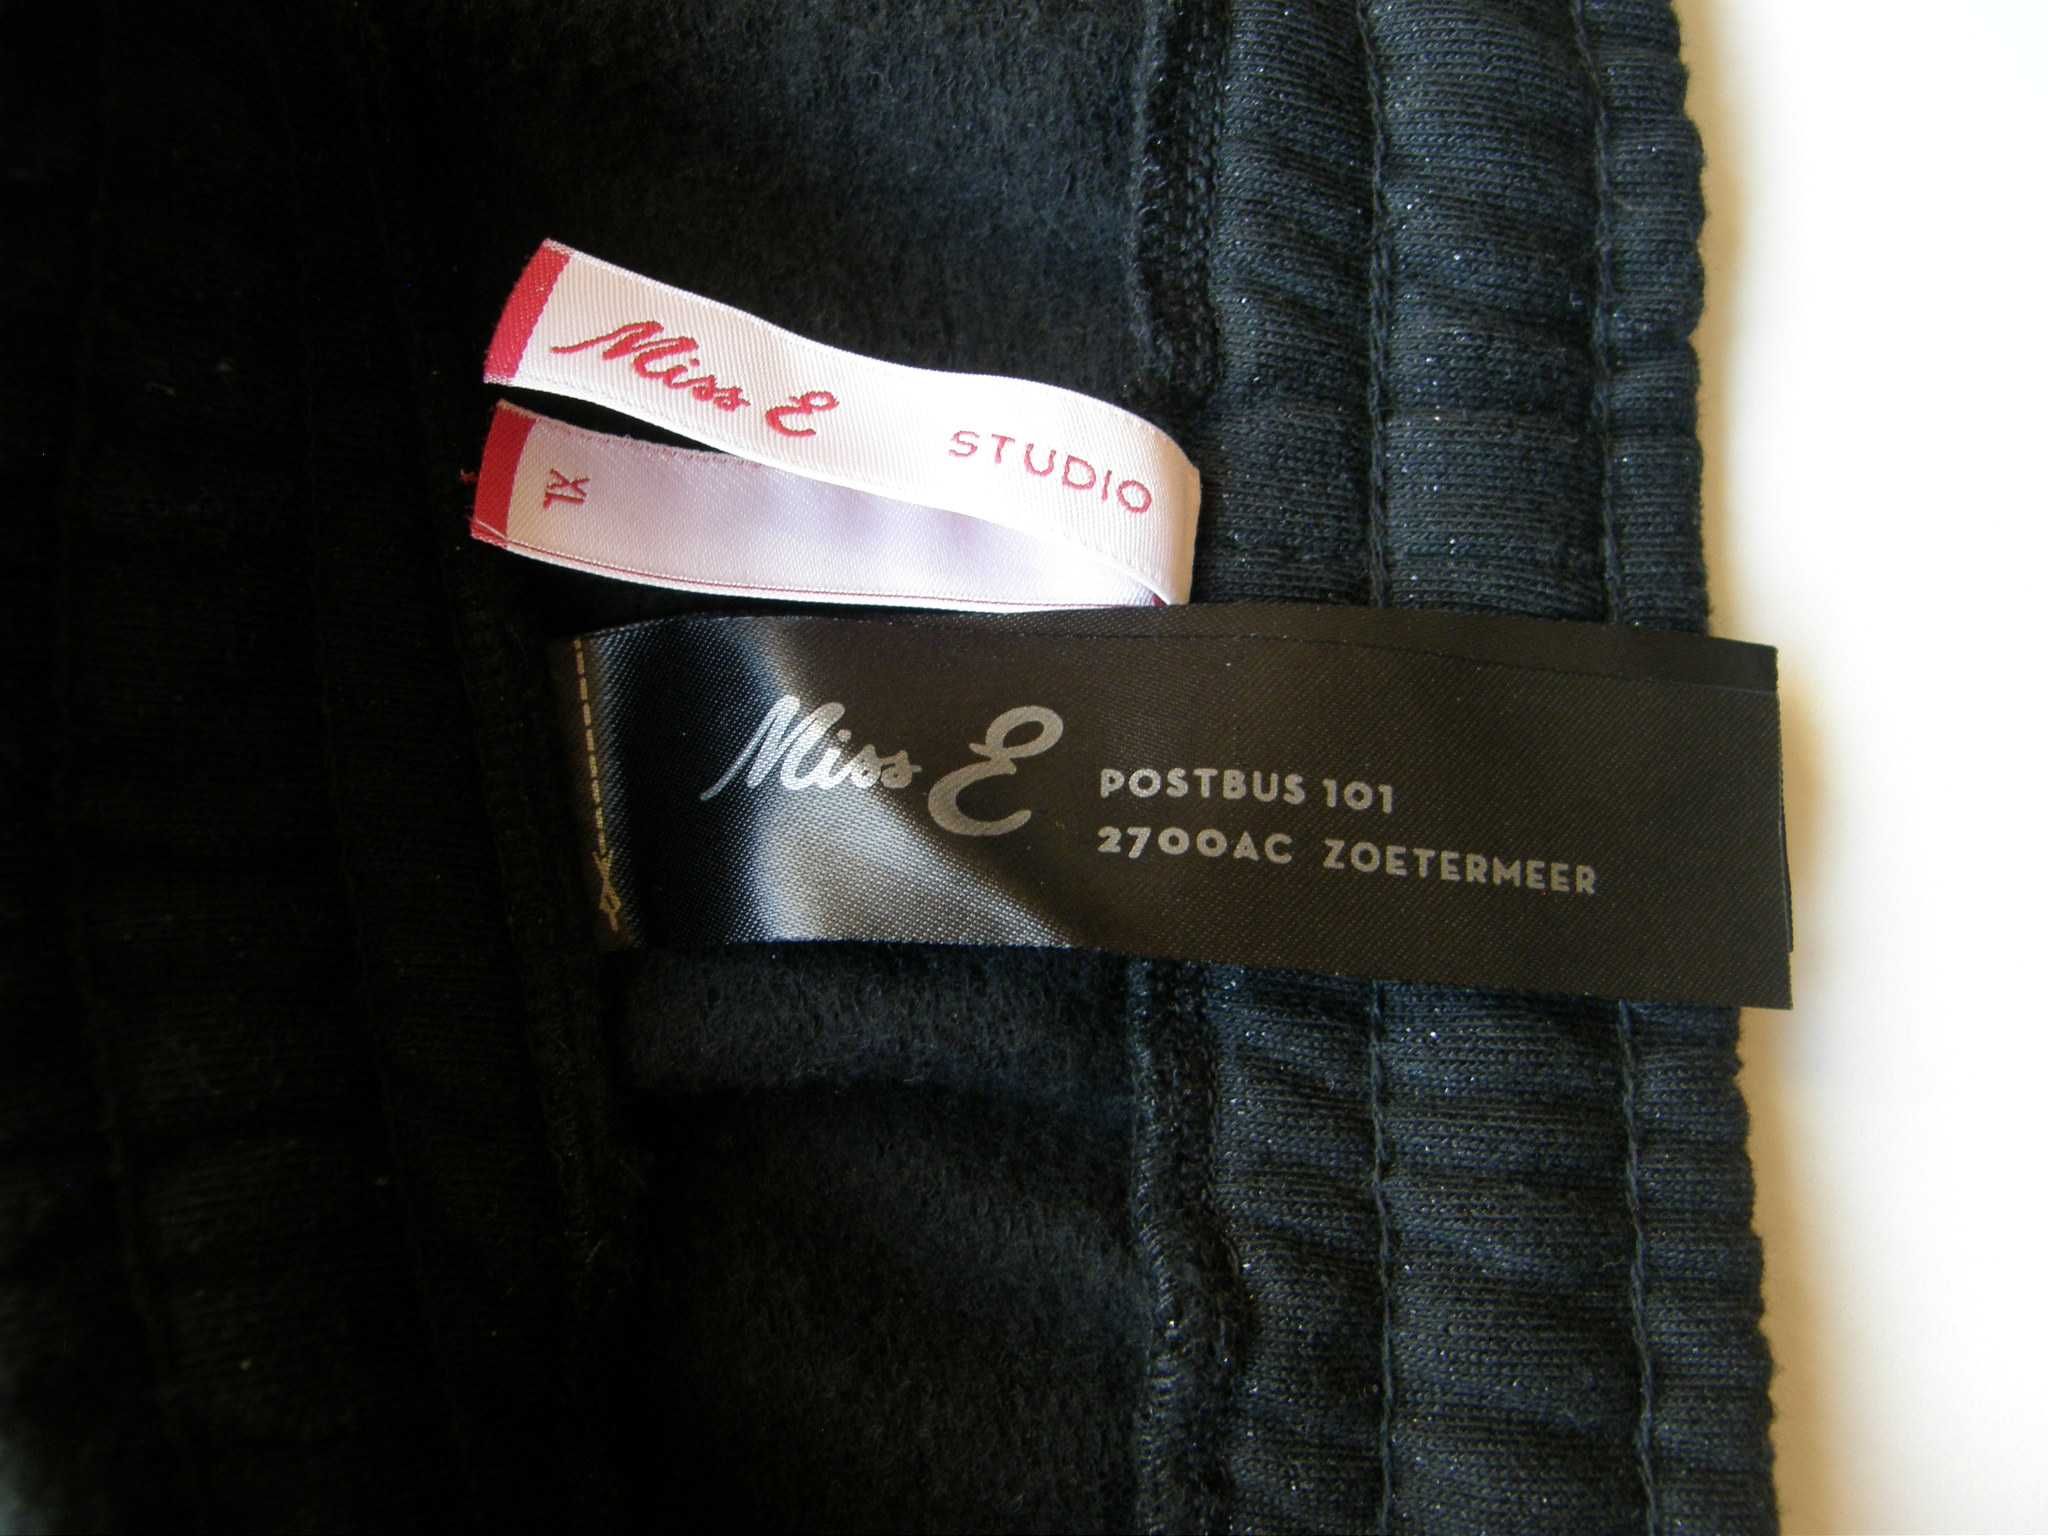 Miss E STUDIO
XL
Miss E
POSTBUS 101
2700AC ZOETERMEER